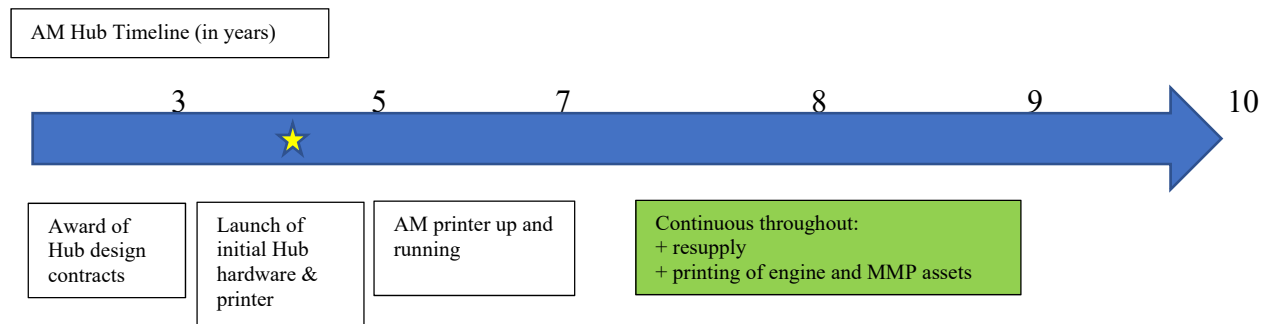 AM Hub Timeline (in years)
3 5 7 8 9 10
Award of
Hub design
contracts
Launch of
initial Hub
hardware &
printer
AM printer up and
running
Continuous throughout:
+ resupply
+ printing of engine and MMP assets